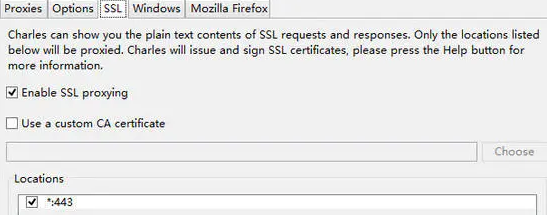 Proxies Options SSL Windows Mozilla Firefox
Charles can show you the plain text contents of SSL requests and responses. Only the locations listed
below will be proxied. Charles will issue and sign SSL certificates, please press the Help button for
more information.
Enable SSL proxying
Use a custom CA certificate
Choose
Locations
*:443